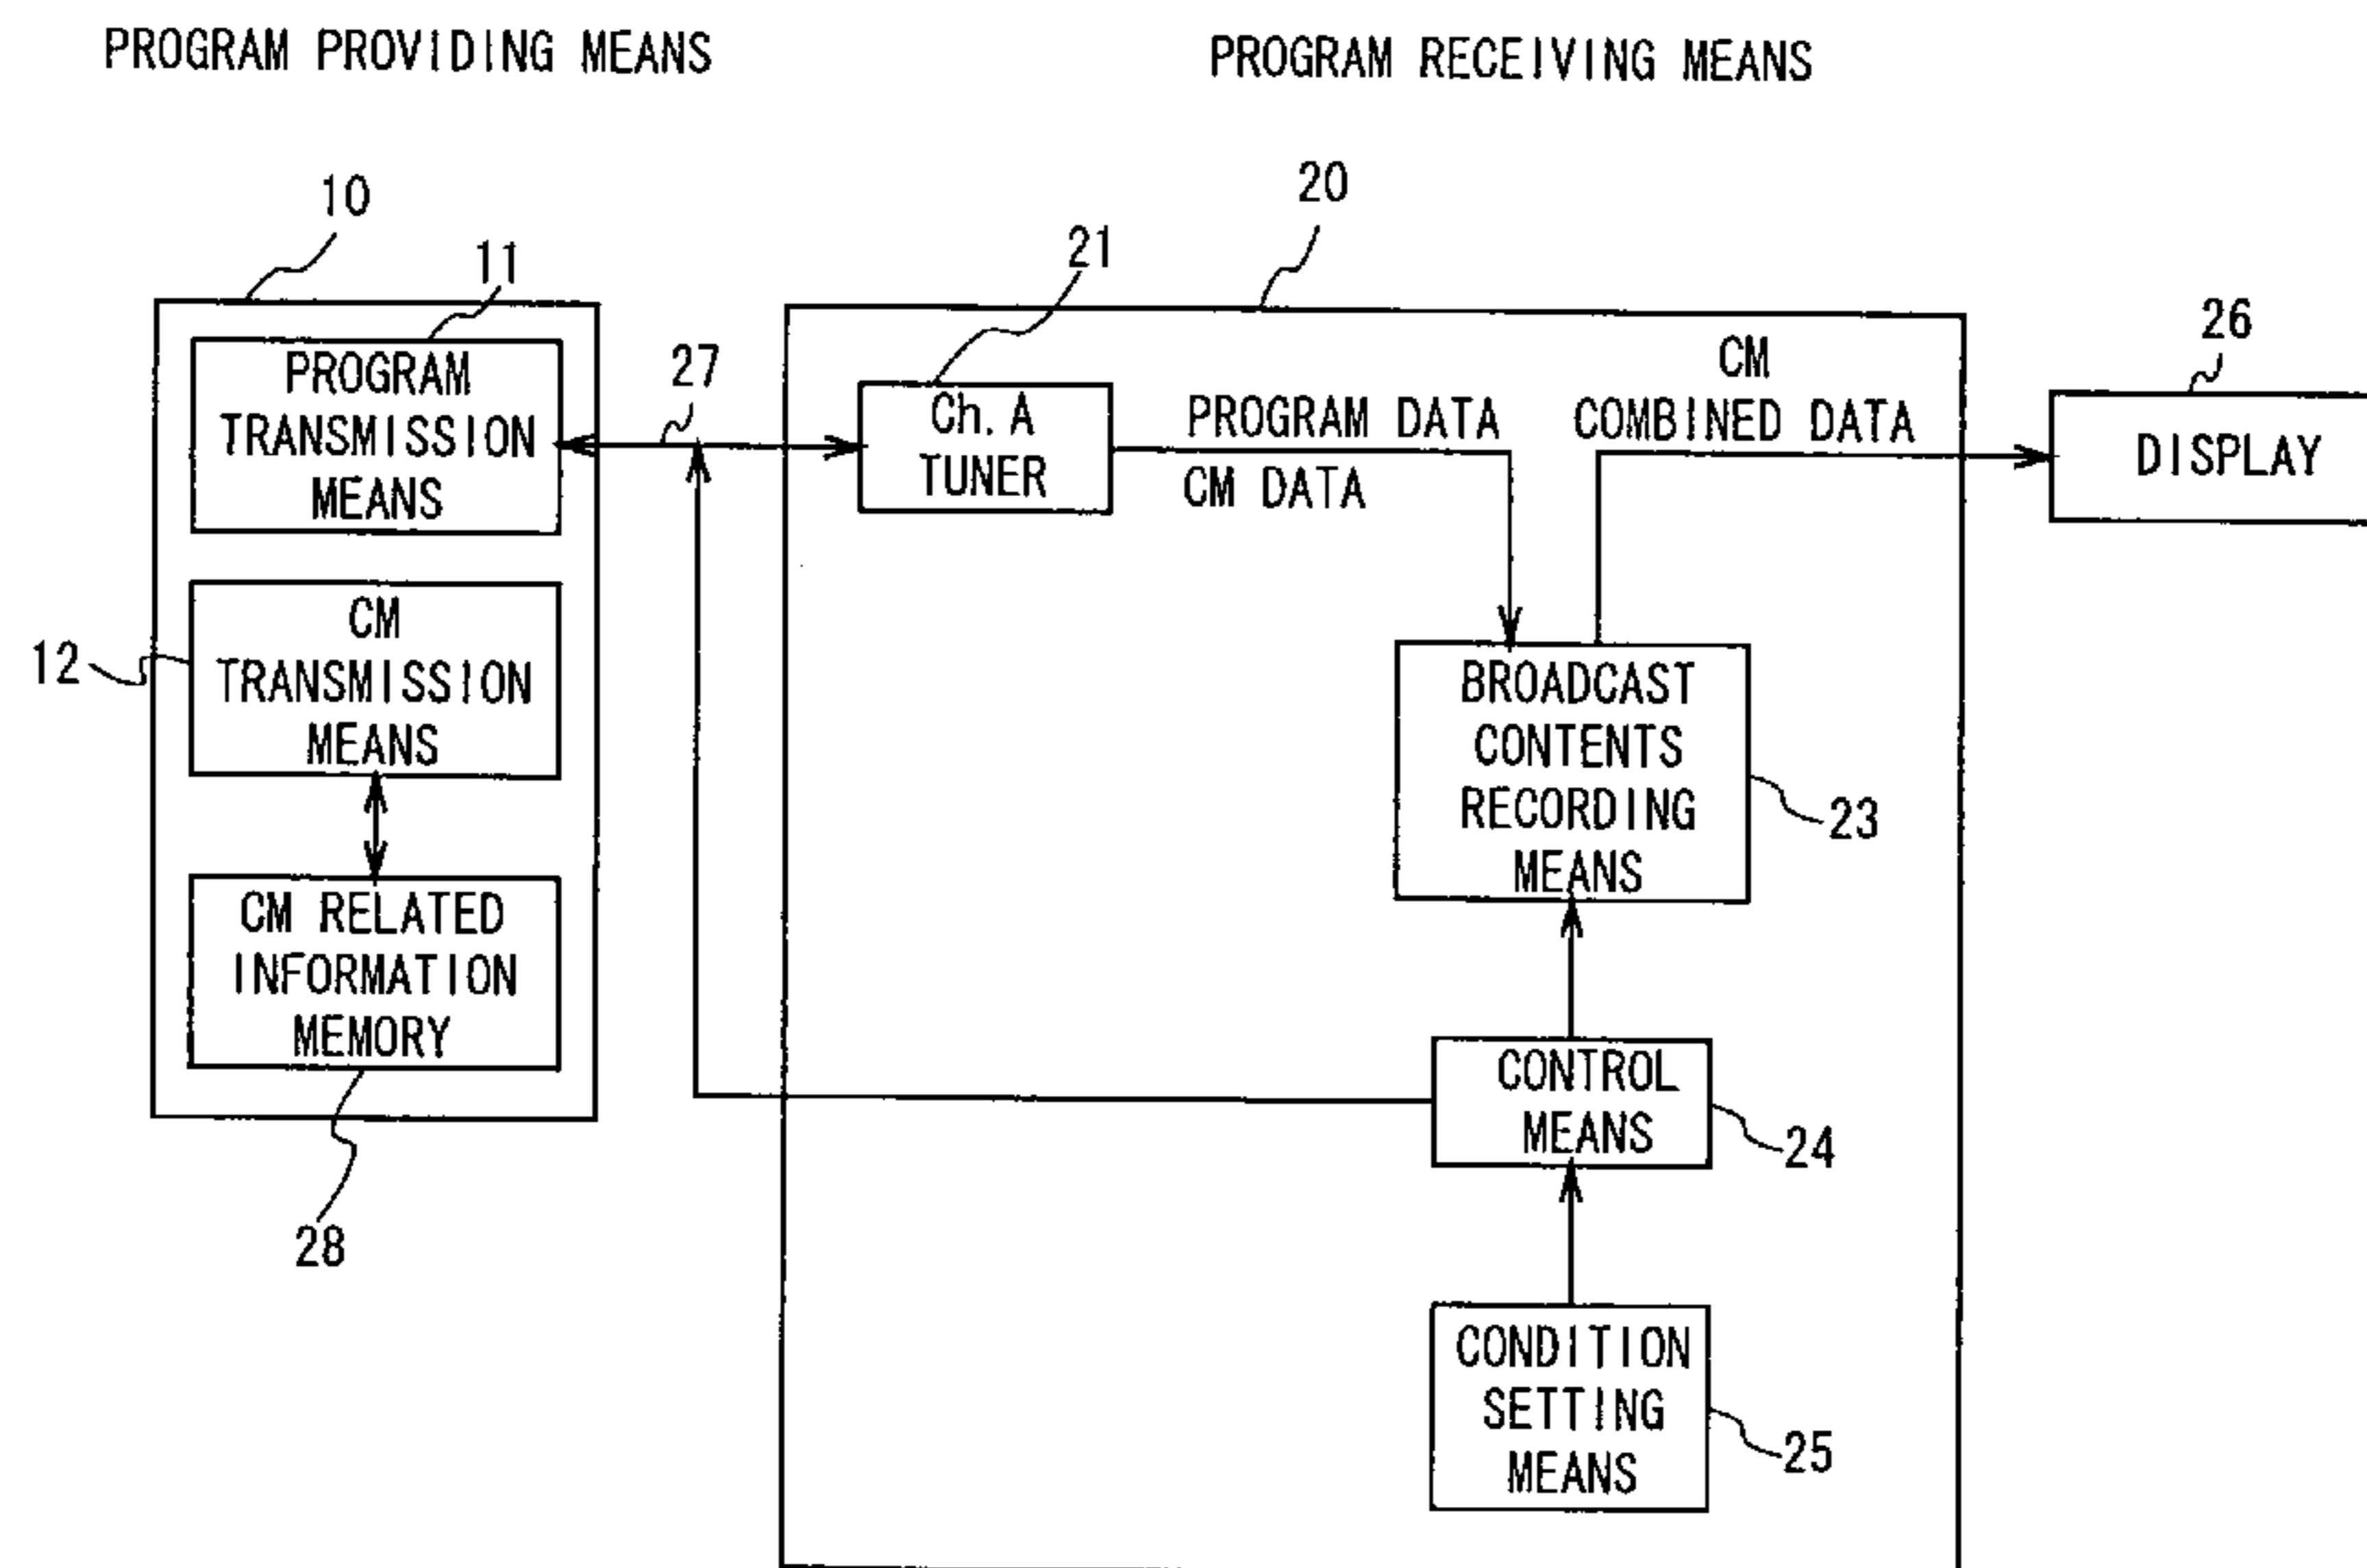 PROGRAM PROVIDING MEANS
PROGRAM RECEIVING MEANS
10
11
PROGRAM
TRANSMISSION
MEANS
12
CM
TRANSMISSION
MEANS
CM RELATED
INFORMATION
MEMORY
28
27
20
21
Ch. A
TUNER
PROGRAM DATA
CM DATA
CM
COMBINED DATA
26
DISPLAY
BROADCAST
CONTENTS
RECORDING
MEANS
23
CONTROL
MEANS
24
CONDITION
SETTING
MEANS
25